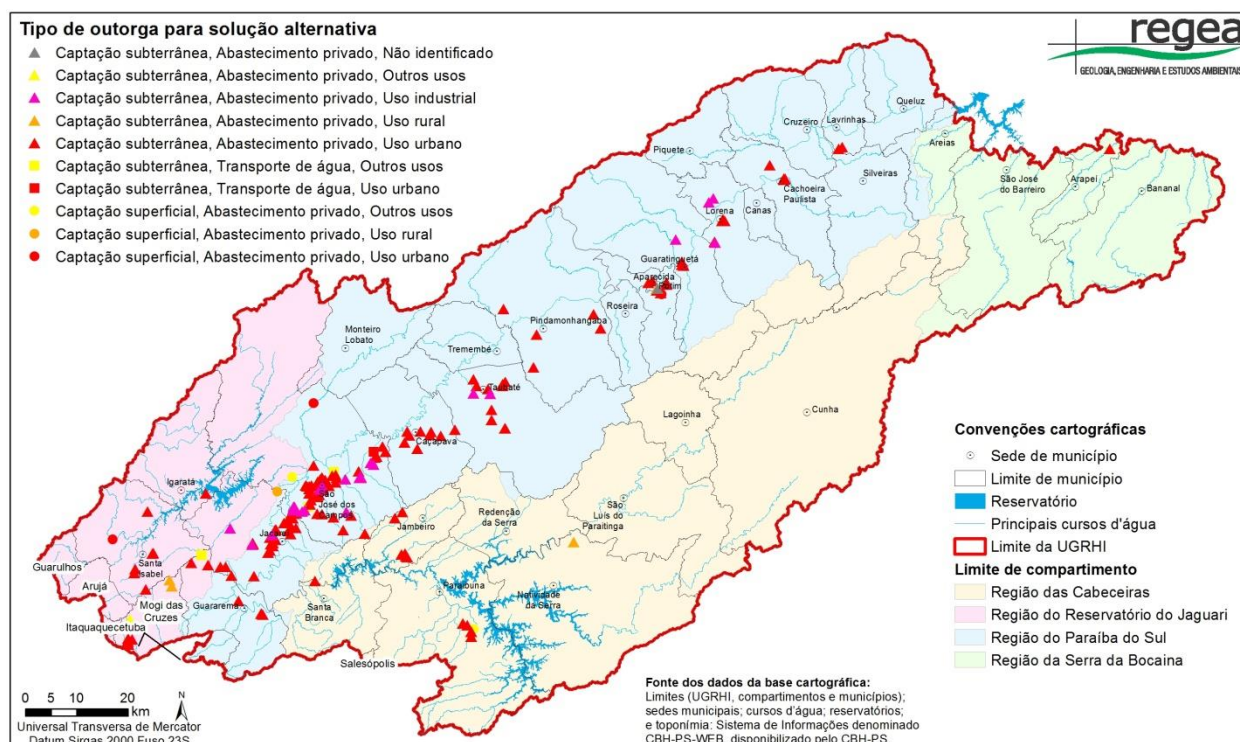 Tipo de outorga para solução alternativa
Captação subterrânea, Abastecimento privado, Não identificado
Captação subterrânea, Abastecimento privado, Outros usos
Captação subterrânea, Abastecimento privado, Uso industrial
Captação subterrânea, Abastecimento privado, Uso rural
Captação subterrânea, Abastecimento privado, Uso urbano
Captação subterrânea, Transporte de água, Outros usos
Captação subterrânea, Transporte de água, Uso urbano
Captação superficial, Abastecimento privado, Outros usos
Captação superficial, Abastecimento privado, Uso rural
Captação superficial, Abastecimento privado, Uso urbano
regea
GEOLOGIA, ENGENHARIA E ESTUDOS AMBIENTAIS
Queluz
Lavrinhas
Cruzeiro
Areias
Piquete
São José
do Barreiro
Arapeí
Bananal
Silveiras
Cachoeira
Paulista
Canas
Lorena
Guaratinguetá
Aparecida
Potim
Roseira
Pindamonhangaba
Monteiro
Lobato
Tremembé
Taubaté
Lagoinha
Cunha
Caçapava
Igaratá
São
José dos
Campos
Jacareí
Jambeiro
Redenção
da Serra
São
Luís do
Paraitinga
Guarulhos
Santa
Isabel
Arujá
Mogi das
Cruzes
Itaquaquecetuba
Guararema
Santa
Branca
Paraibuna
Natividade
da Serra
Salesópolis
Convenções cartográficas
Sede de município
Limite de município
Reservatório
Principais cursos d'água
Limite da UGRHI
Limite de compartimento
Região das Cabeceiras
Região do Reservatório do Jaguari
Região do Paraíba do Sul
Região da Serra da Bocaina
0 5 10 20
km
N
Universal Transversa de Mercator
Datum Sirgas 2000 Fuso 23S
Fonte dos dados da base cartográfica:
Limites (UGRHI, compartimentos e municípios);
sedes municipais; cursos d'água; reservatórios;
e toponímia: Sistema de Informações denominado
CBH-PS-WEB, disponibilizado pelo CBH-PS